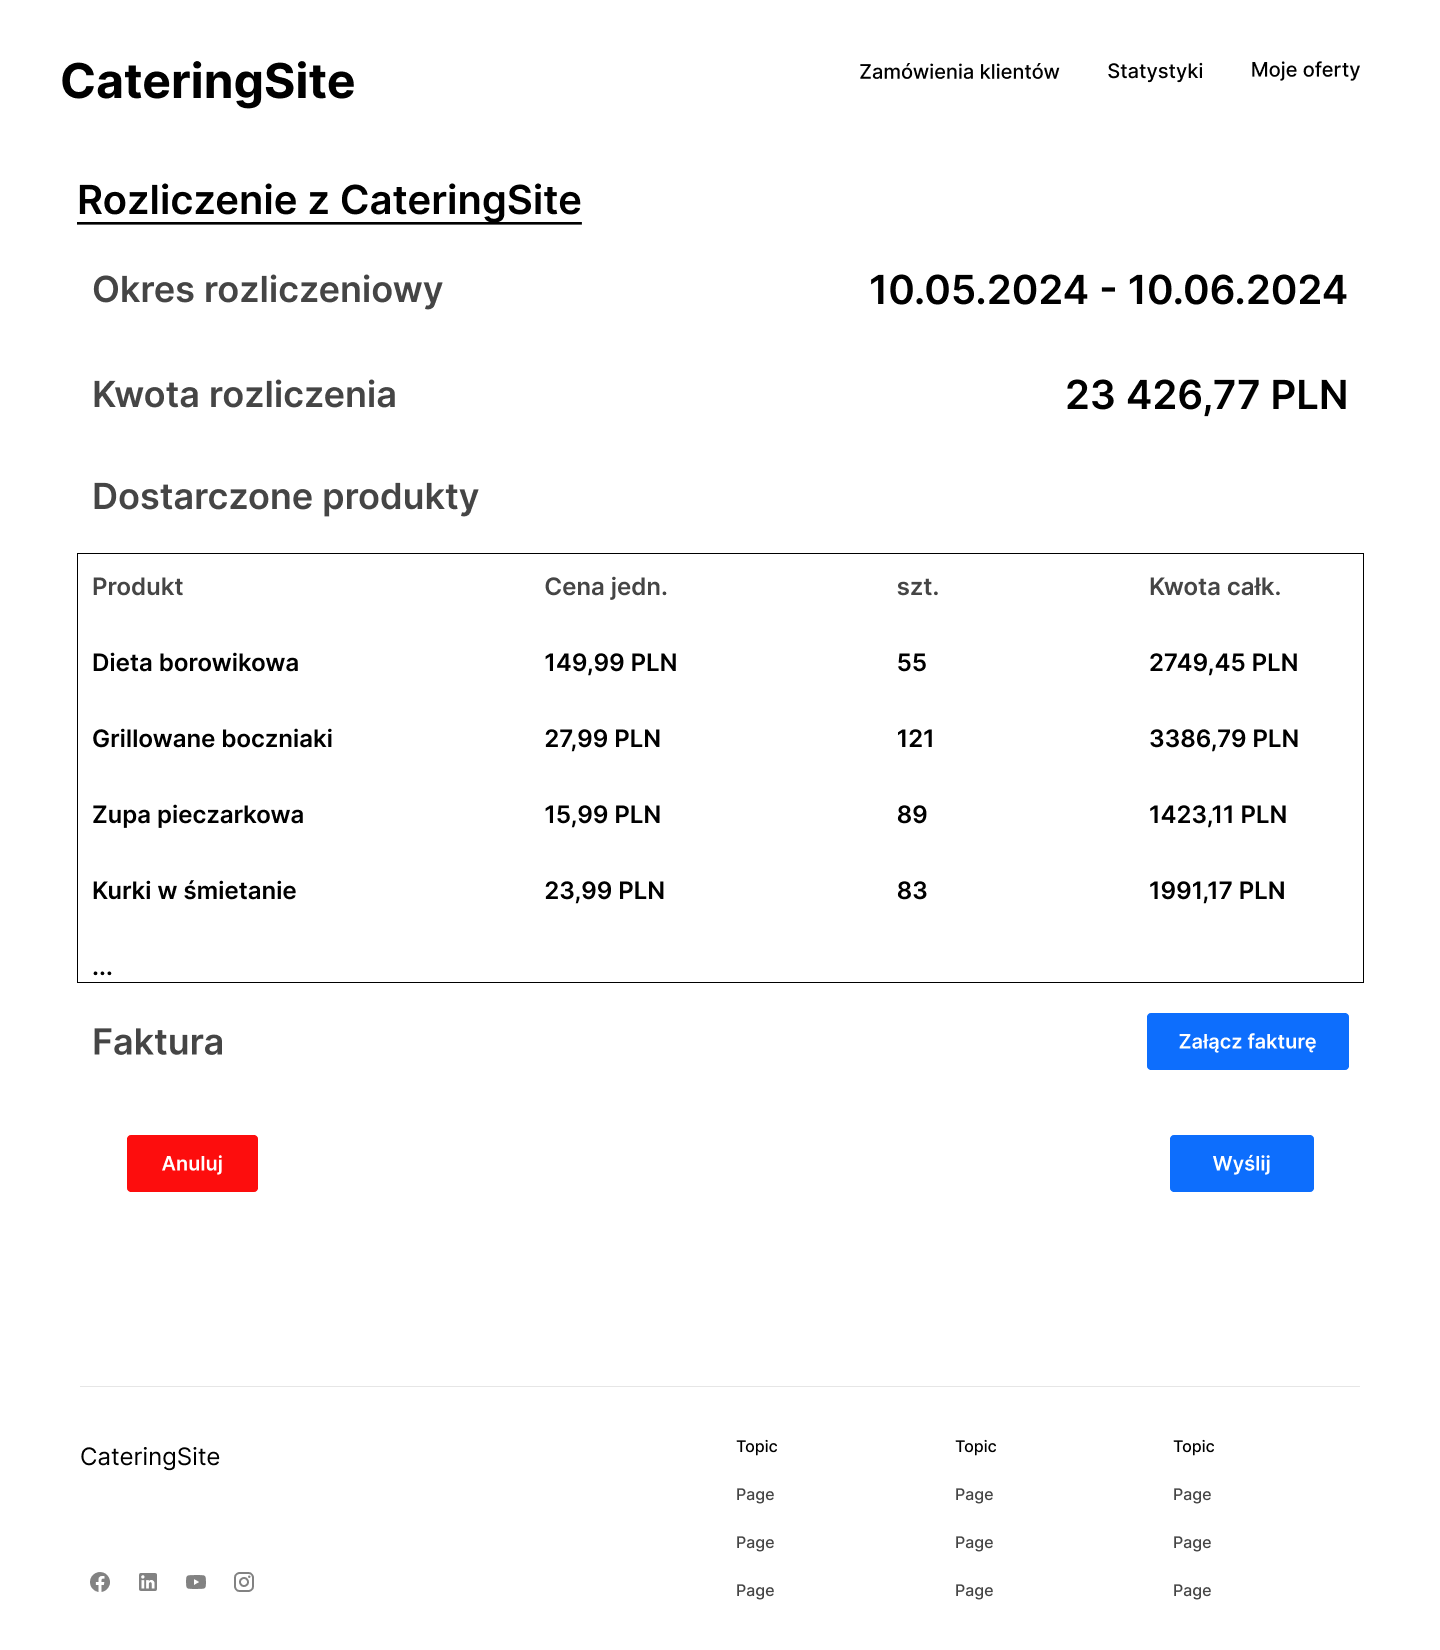 CateringSite
Zamówienia klientów Statystyki Moje oferty
Rozliczenie z CateringSite
Okres rozliczeniowy 10.05.2024 - 10.06.2024
Kwota rozliczenia 23 426,77 PLN
Dostarczone produkty
Produkt Cena jedn. szt. Kwota całk.
Dieta borowikowa 149,99 PLN 55 2749,45 PLN
Grillowane boczniaki 27,99 PLN 121 3386,79 PLN
Zupa pieczarkowa 15,99 PLN 89 1423,11 PLN
Kurki w śmietanie 23,99 PLN 83 1991,17 PLN
...
Faktura Załącz fakturę
Anuluj Wyślij
CateringSite
Topic Topic Topic
Page Page Page
Page Page Page
Page Page Page